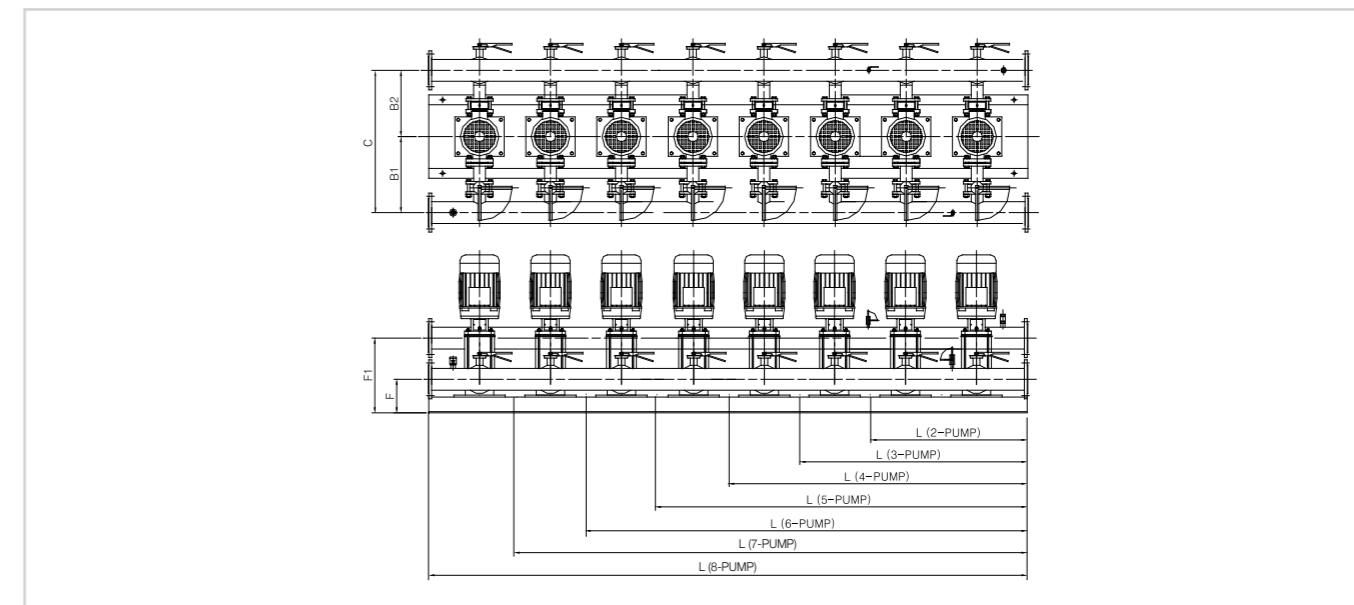 B2
C
B1
F1
F
L (2-PUMP)
L (3-PUMP)
L (4-PUMP)
L (5-PUMP)
L (6-PUMP)
L (7-PUMP)
L (8-PUMP)